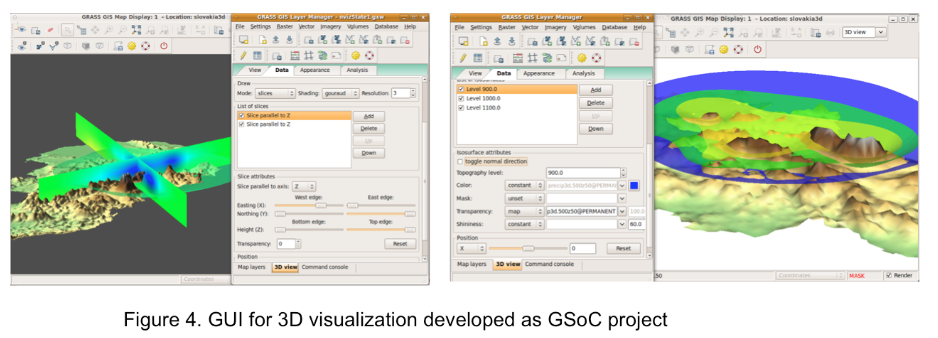 GRASS GIS Map Display: 1 - Location: slovakia3d
GRASS GIS Layer Manager - nvizState1.gxw
File Settings Raster Vector Imagery Volumes Database Help
View Data Appearance Analysis
Draw
Mode: slices Shading: gouraud Resolution: 3
List of slices
Slice parallel to Z
Slice parallel to Z
Add
Delete
Up
Down
Slice attributes
Slice parallel to axis: Z
West edge: East edge:
Easting (X):
Northing (Y):
Bottom edge: Top edge:
Height (Z):
Transparency: 0 Reset
Position
Map layers 3D view Command console
Coordinates
GRASS GIS Layer Manager
File Settings Raster Vector Imagery Volumes Database Help
View Data Appearance Analysis
Level 900.0
Level 1000.0
Level 1100.0
Add
Delete
Up
Down
Isosurface attributes
toggle normal direction
Topography level: 900.0
Color: constant precip3d.500z50@PERMAN
Mask: unset
Transparency: map p3d.500z50@PERMANENT 100.0
Shininess: constant 60.0
Position
X 0 Reset
Map layers 3D view Command console
GRASS GIS Map Display: 1 - Location: slovakia3d
3D view
.50 Coordinates MASK Render
Figure 4. GUI for 3D visualization developed as GSoC project